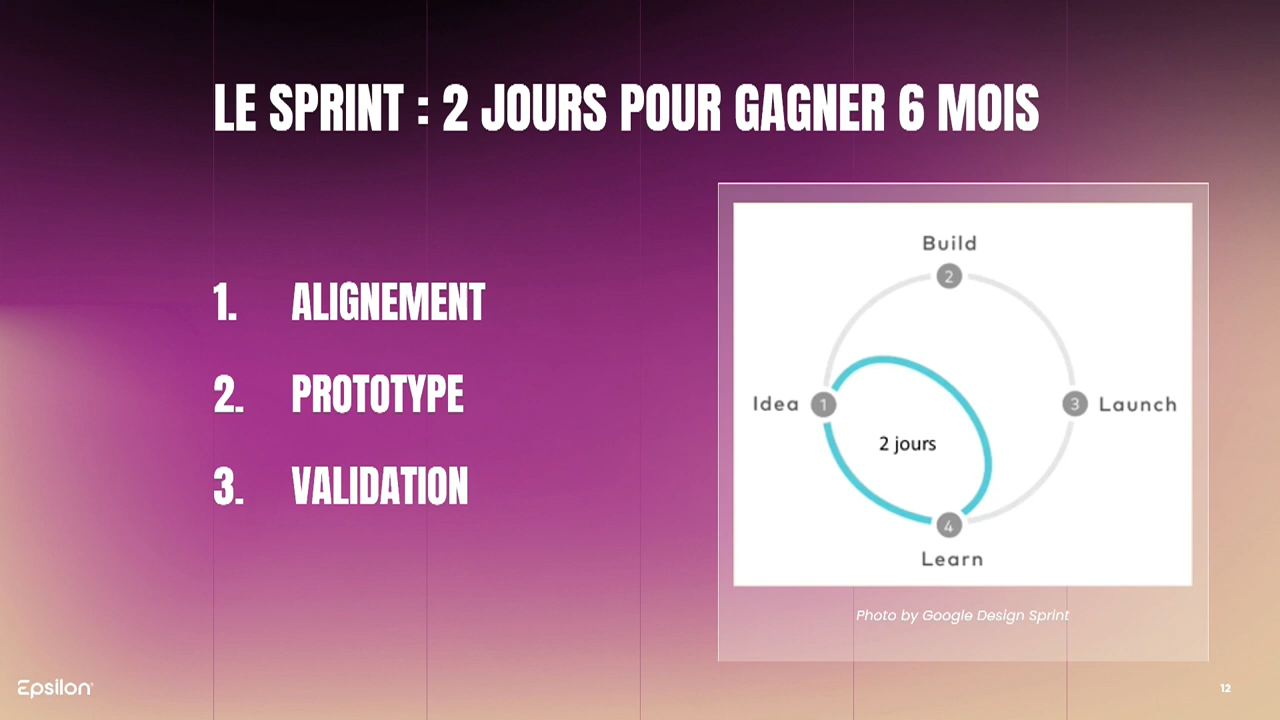 LE SPRINT : 2 JOURS POUR GAGNER 6 MOIS
1. ALIGNEMENT
2. PROTOTYPE
3. VALIDATION
Build
2
Idea 1
3 Launch
2 jours
4
Learn
Photo by Google Design Sprint
Epsilon
12